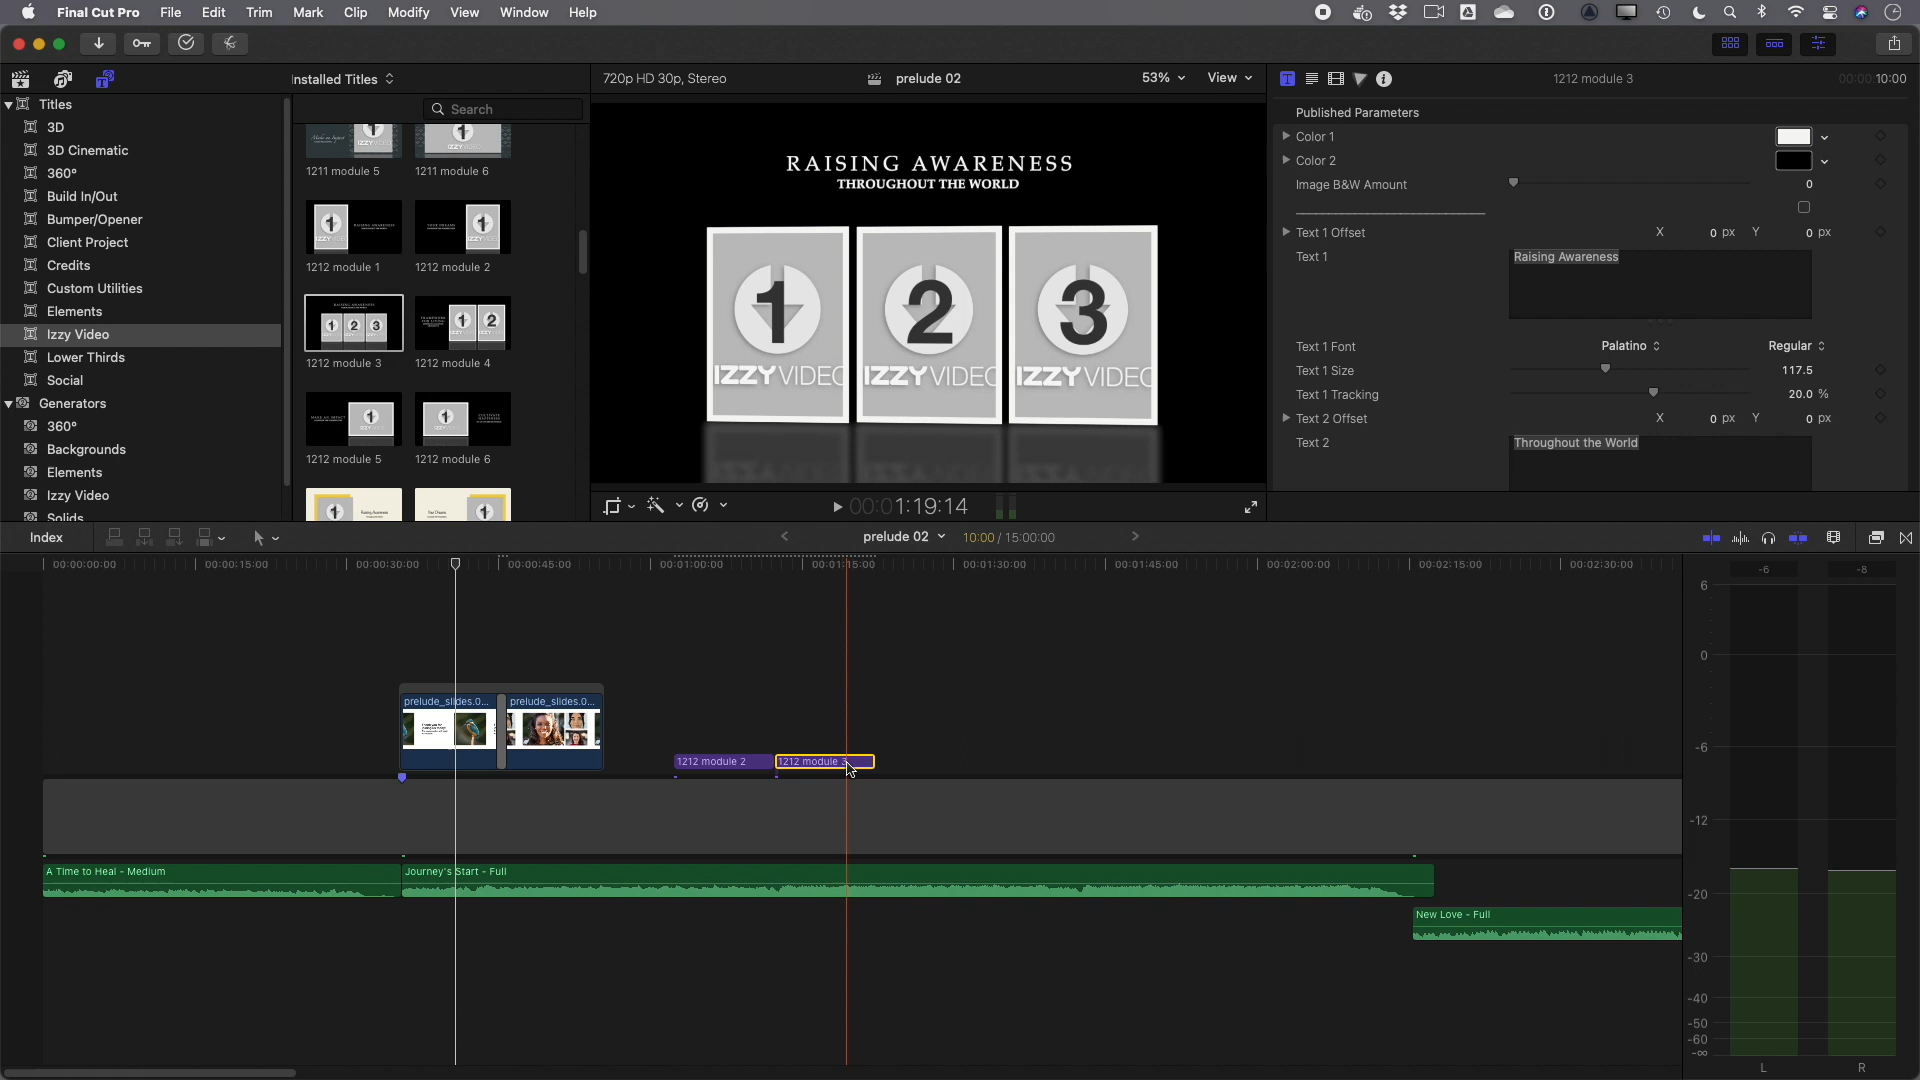 Final Cut Pro File Edit Trim Mark Clip Modify View Window Help
nstalled Titles
720p HD 30p, Stereo
prelude 02
53%
View
1212 module 3
00:00:10:00
Titles
3D
3D Cinematic
360°
Build In/Out
Bumper/Opener
Client Project
Credits
Custom Utilities
Elements
Izzy Video
Lower Thirds
Social
Generators
360°
Backgrounds
Elements
Izzy Video
Solids
Search
1211 module 5
1211 module 6
1212 module 1
1212 module 2
1212 module 3
1212 module 4
1212 module 5
1212 module 6
RAISING AWARENESS
THROUGHOUT THE WORLD
1 2 3
IZZY VIDEO IZZY VIDEO IZZY VIDEO
00:01:19:14
Published Parameters
Color 1
Color 2
Image B&W Amount 0
Text 1 Offset X 0 px Y 0 px
Text 1 Raising Awareness
Text 1 Font Palatino Regular
Text 1 Size 117.5
Text 1 Tracking 20.0 %
Text 2 Offset X 0 px Y 0 px
Text 2 Throughout the World
Index
prelude 02
10:00 / 15:00:00
00:00:00:00 00:00:15:00 00:00:30:00 00:00:45:00 00:01:00:00 00:01:15:00 00:01:30:00 00:01:45:00 00:02:00:00 00:02:15:00 00:02:30:00
prelude_slides.0... prelude_slides.0...
1212 module 2 1212 module 3
A Time to Heal - Medium
Journey's Start - Full
New Love - Full
-6 -8
6
0
-6
-12
-20
-30
-40
-50
-60
-∞
L R